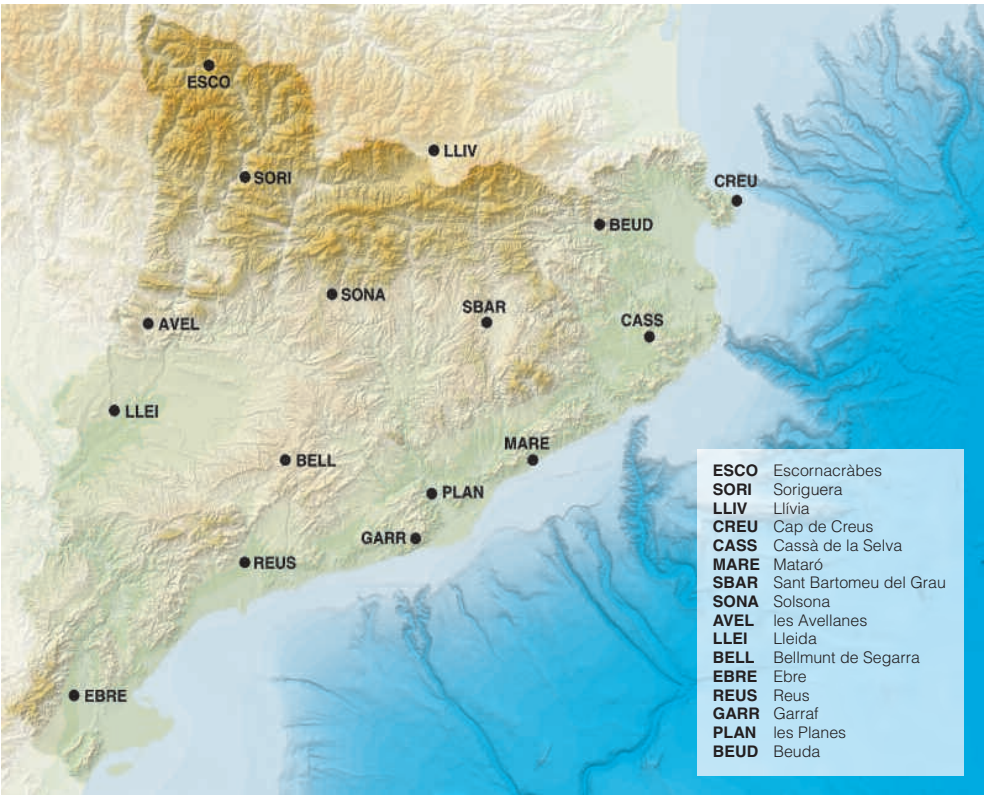 ESCO
LLIV
SORI
CREU
BEUD
SONA
SBAR
AVEL
CASS
LLEI
MARE
BELL
PLAN
GARR
REUS
EBRE
ESCO Escornacràbes
SORI Soriguera
LLIV Llívia
CREU Cap de Creus
CASS Cassà de la Selva
MARE Mataró
SBAR Sant Bartomeu del Grau
SONA Solsona
AVEL les Avellanes
LLEI Lleida
BELL Bellmunt de Segarra
EBRE Ebre
REUS Reus
GARR Garraf
PLAN les Planes
BEUD Beuda